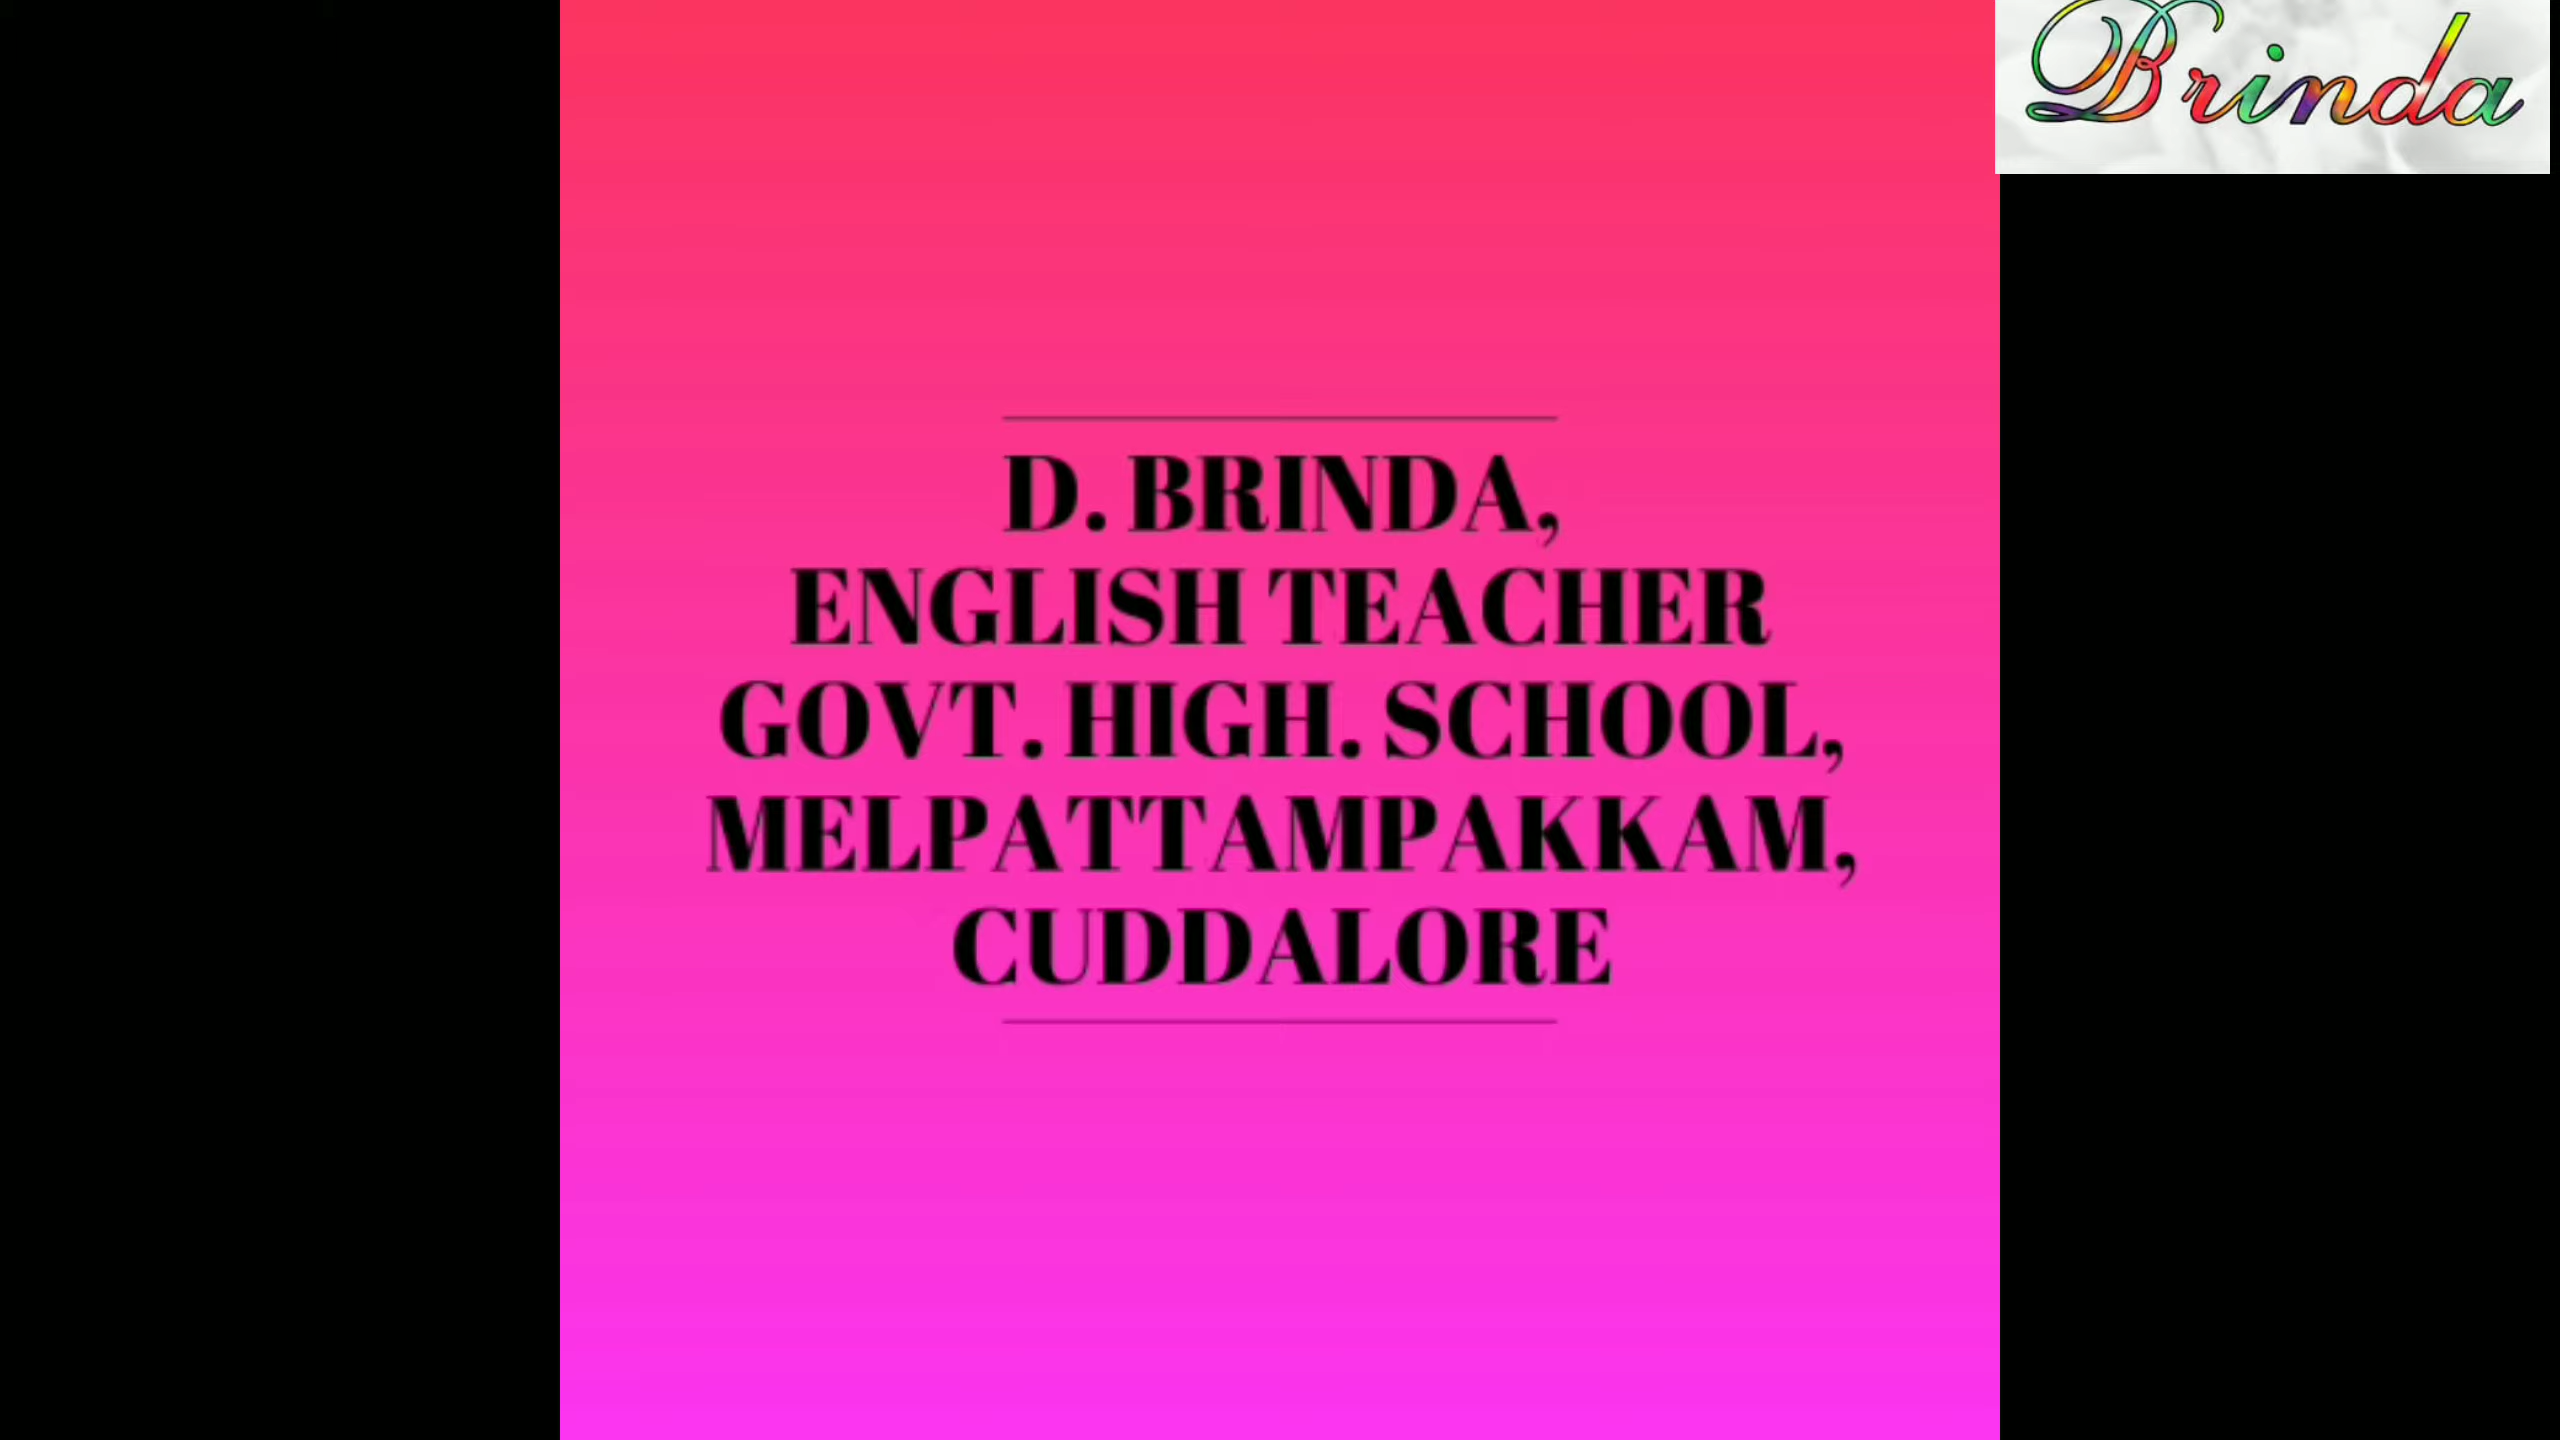 Brinda
D. BRINDA,
ENGLISH TEACHER
GOVT. HIGH. SCHOOL,
MELPATTAMPAKKAM,
CUDDALORE